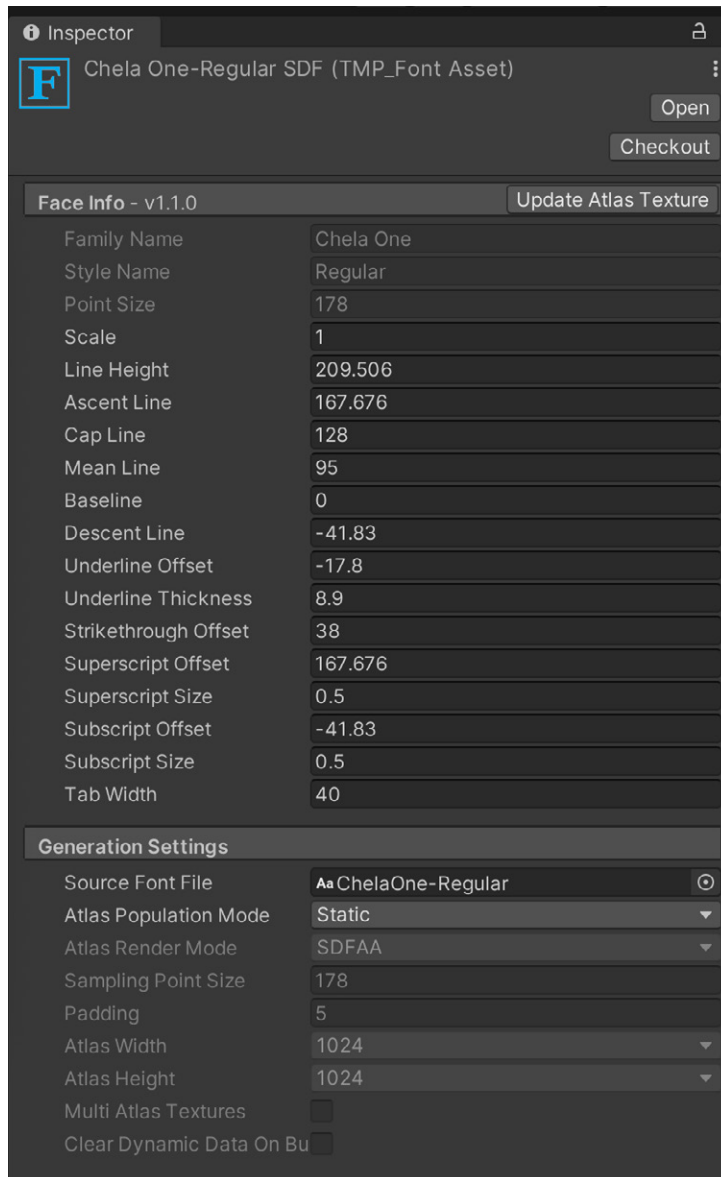 Inspector
Chela One-Regular SDF (TMP_Font Asset)
F
Open
Checkout
Face Info - v1.1.0 Update Atlas Texture
Family Name Chela One
Style Name Regular
Point Size 178
Scale 1
Line Height 209.506
Ascent Line 167.676
Cap Line 128
Mean Line 95
Baseline 0
Descent Line -41.83
Underline Offset -17.8
Underline Thickness 8.9
Strikethrough Offset 38
Superscript Offset 167.676
Superscript Size 0.5
Subscript Offset -41.83
Subscript Size 0.5
Tab Width 40
Generation Settings
Source Font File Aa ChelaOne-Regular
Atlas Population Mode Static
Atlas Render Mode SDFAA
Sampling Point Size 178
Padding 5
Atlas Width 1024
Atlas Height 1024
Multi Atlas Textures
Clear Dynamic Data On Bu